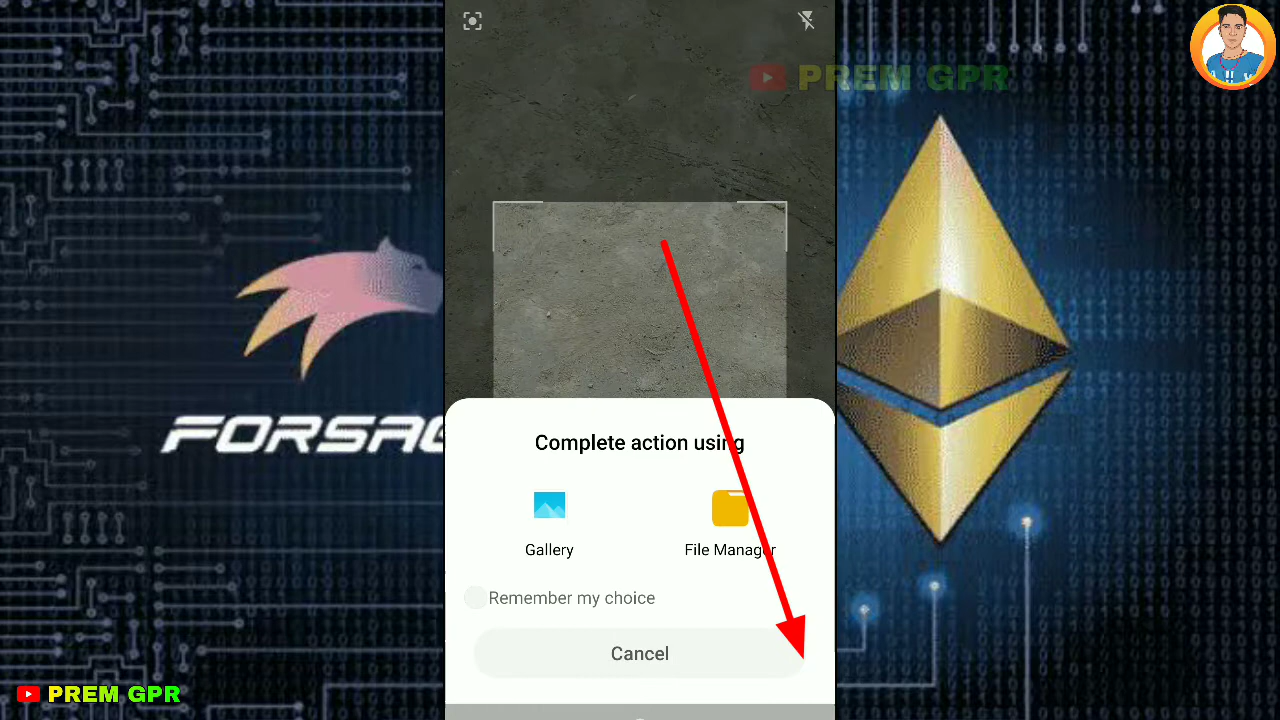 PREM GPR
FORSAG
Complete action using
Gallery
File Manager
Remember my choice
Cancel
PREM GPR